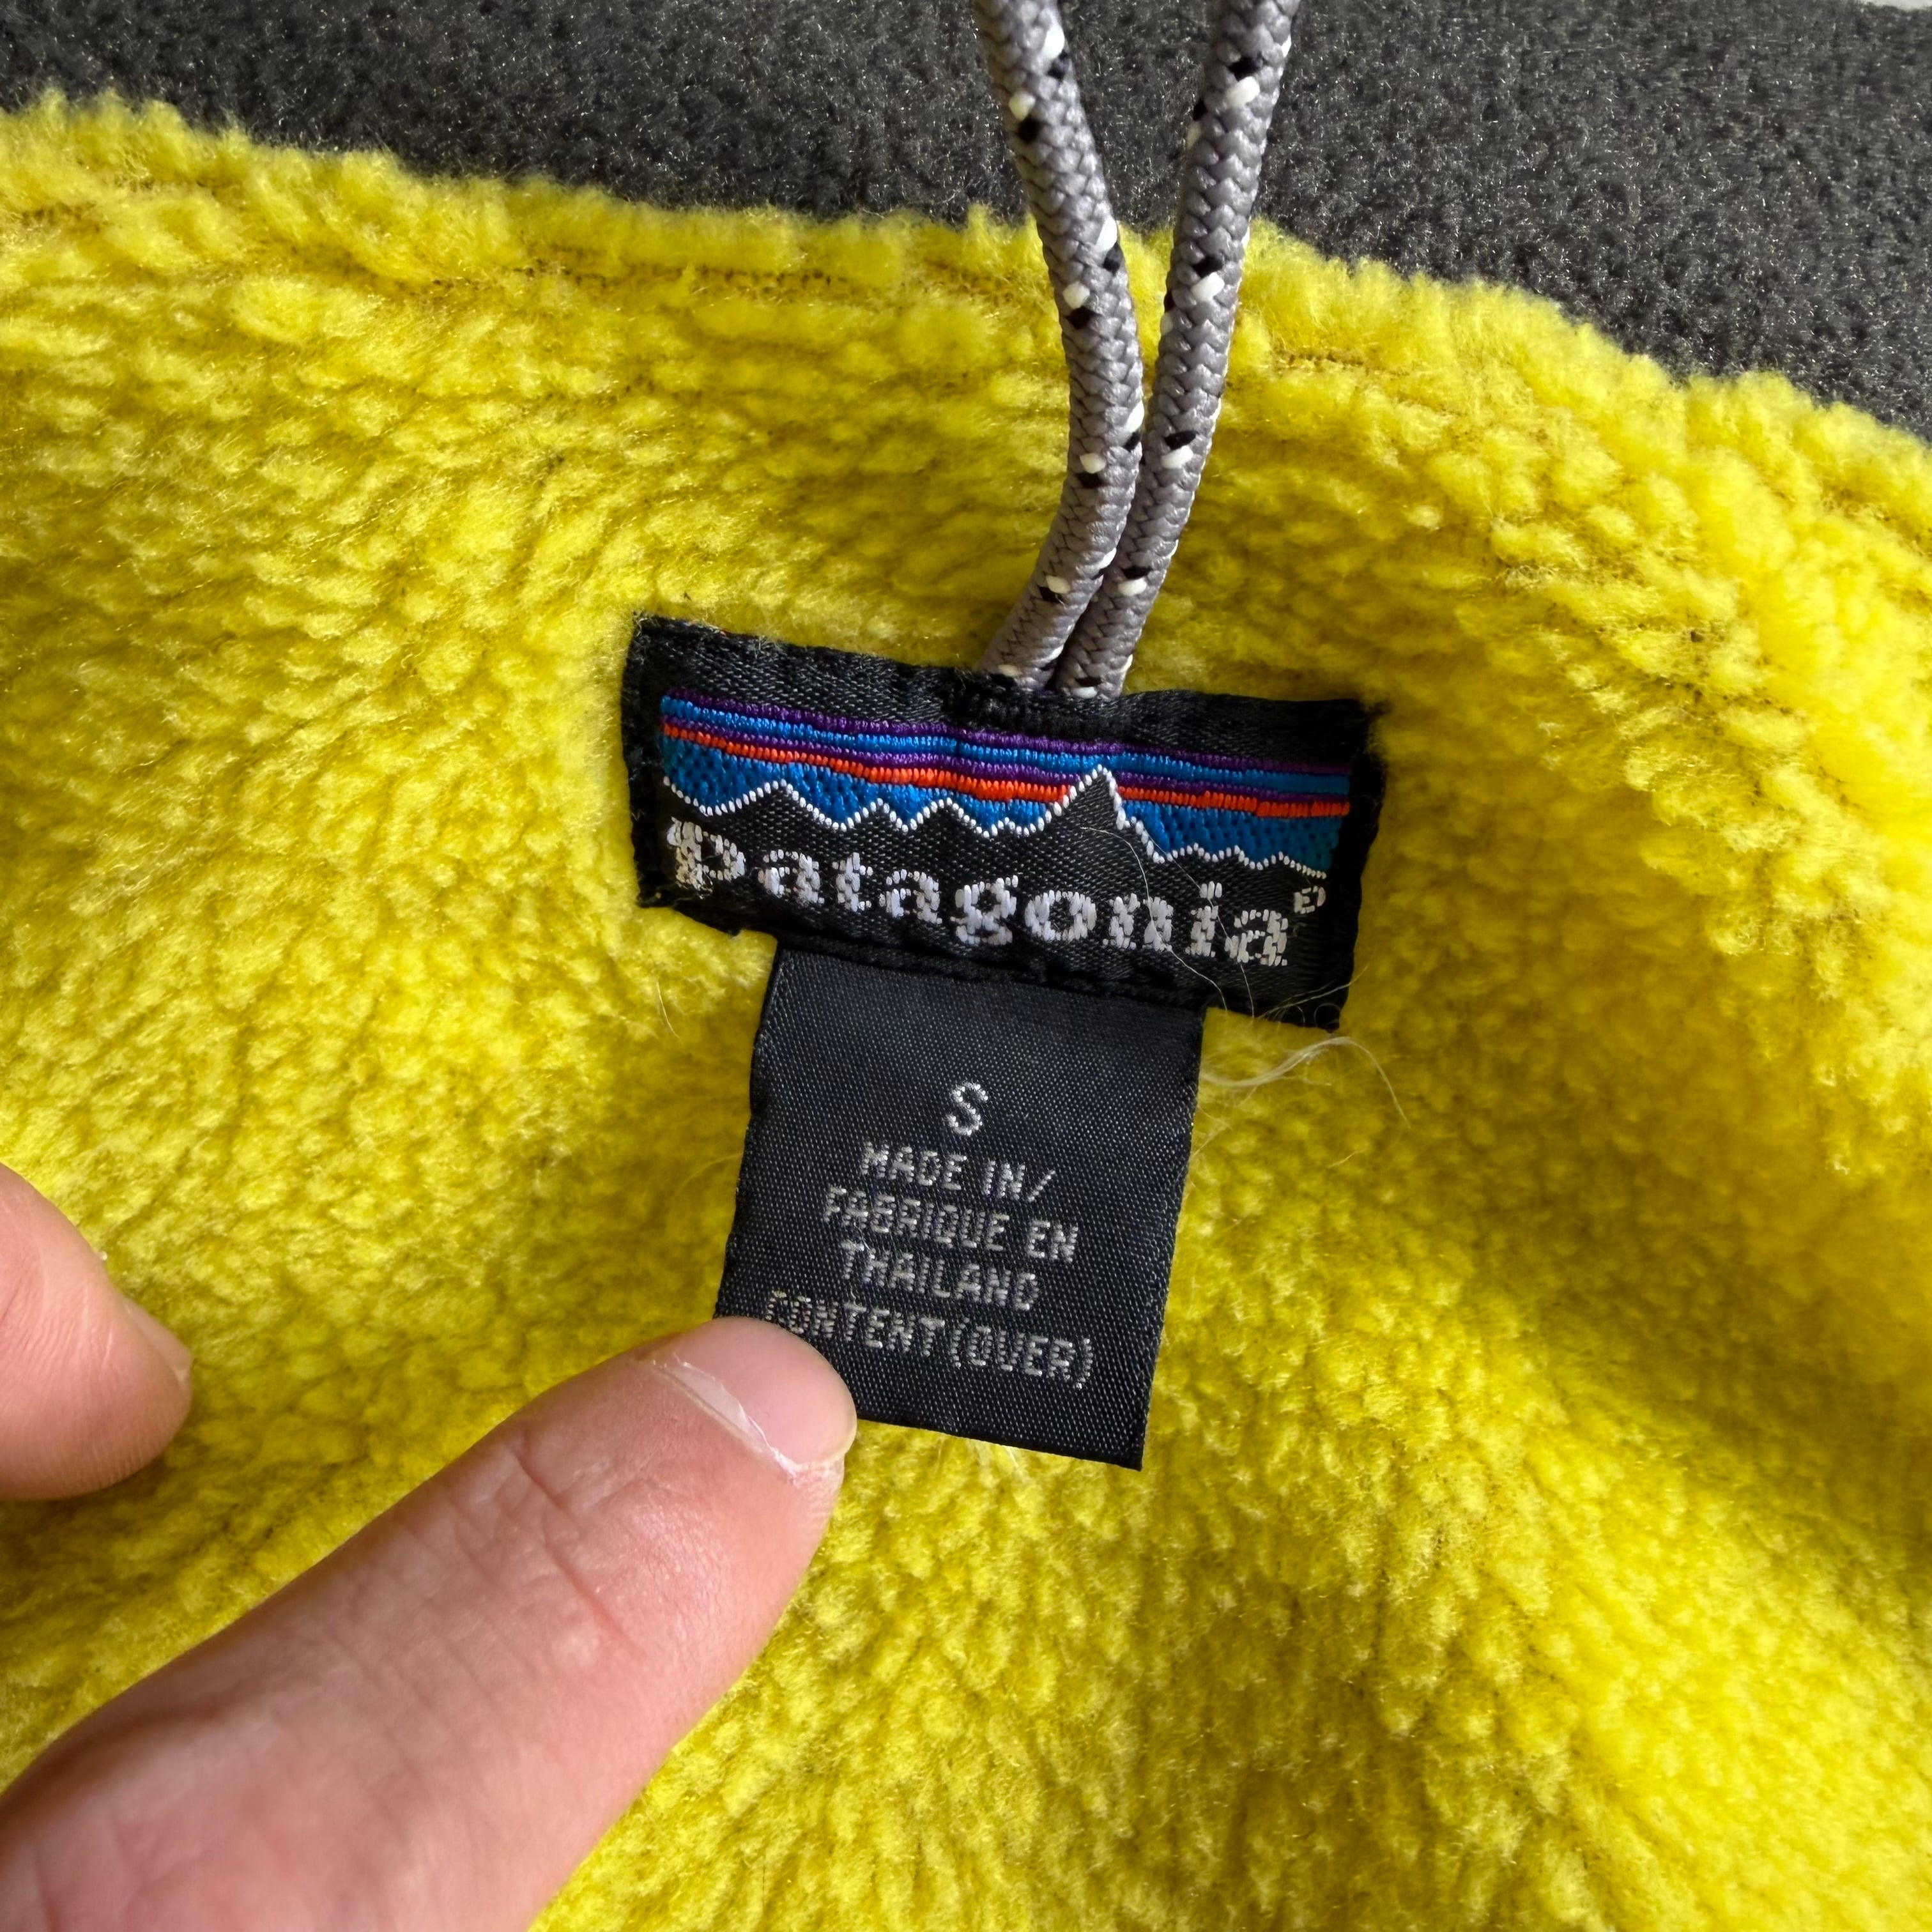 patagonia®
S
MADE IN/
FABRIQUE EN
THAILAND
CONTENT(OVER)